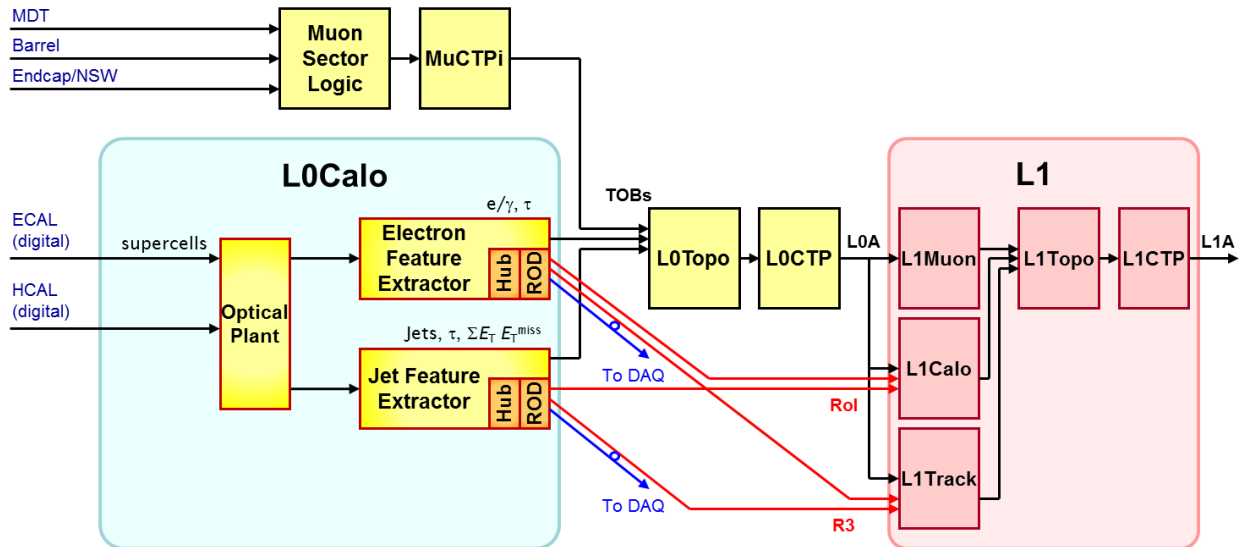 MDT
Barrel
Endcap/NSW
Muon
Sector
Logic
MuCTPi
L0Calo
L1
ECAL
(digital)
HCAL
(digital)
supercells
Optical
Plant
e/γ, τ
Electron
Feature
Extractor
Hub
ROD
Jets, τ, ΣE_T E_T^miss
Jet Feature
Extractor
Hub
ROD
To DAQ
To DAQ
TOBs
L0Topo
L0CTP
L0A
L1Muon
L1Topo
L1CTP
L1A
L1Calo
RoI
L1Track
R3